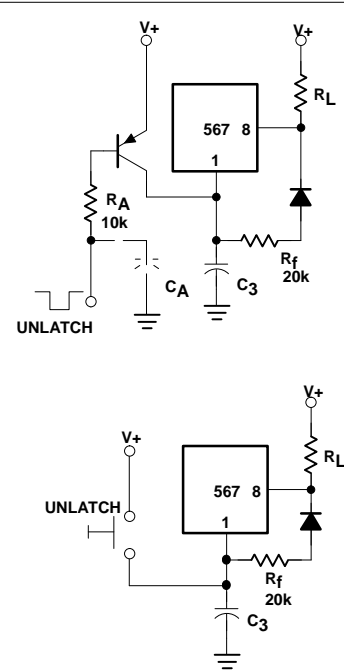 V+
V+
RL
567 8
1
RA
10k
Rf
20k
CA
C3
UNLATCH
V+
V+
RL
UNLATCH
567 8
1
Rf
20k
C3